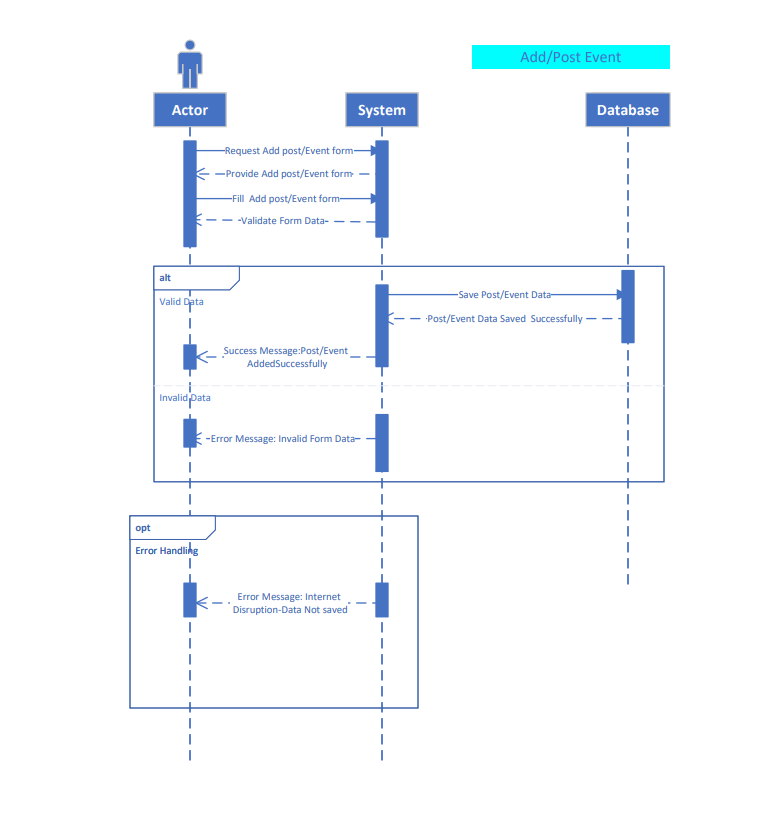 Add/Post Event
Actor
System
Database
Request Add post/Event form
Provide Add post/Event form
Fill Add post/Event form
Validate Form Data
alt
Valid Data
Save Post/Event Data
Post/Event Data Saved Successfully
Success Message:Post/Event
AddedSuccessfully
Invalid Data
Error Message: Invalid Form Data
opt
Error Handling
Error Message: Internet
Disruption-Data Not saved